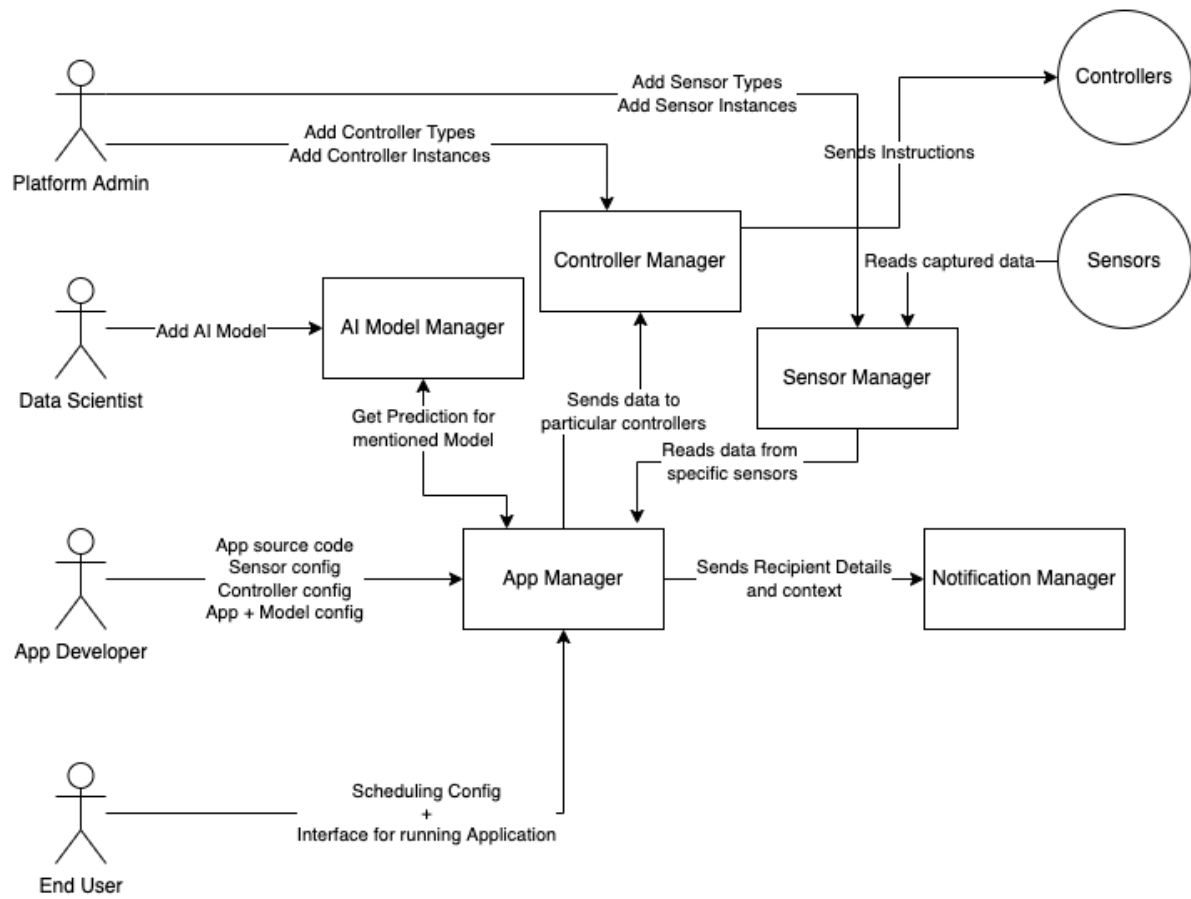 Add Sensor Types
Add Sensor Instances
Controllers
Add Controller Types
Add Controller Instances
Sends Instructions
Platform Admin
Controller Manager
Reads captured data
Sensors
Add AI Model
AI Model Manager
Sensor Manager
Data Scientist
Get Prediction for
mentioned Model
Sends data to
particular controllers
Reads data from
specific sensors
App source code
Sensor config
Controller config
App + Model config
App Manager
Sends Recipient Details
and context
Notification Manager
App Developer
Scheduling Config
+
Interface for running Application
End User